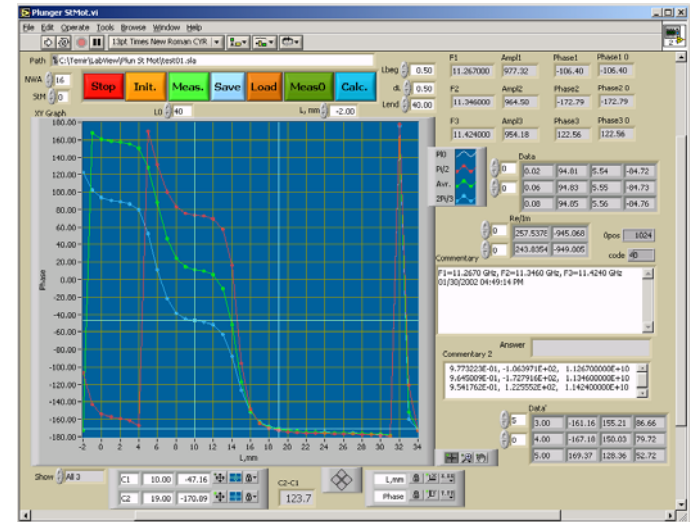 Plunger StMot.vi
File Edit Operate Tools Browse Window Help
13pt Times New Roman CYR
Path C:\Temir\LabView\Plun St Mot\test01.sla
NWA 16
StM 0
Stop Init. Meas. Save Load Meas0 Calc.
Lbeg 0.50
dL 0.50
Lend 40.00
L0 40
L, mm -2.00
F1 Ampl1 Phase1 Phase1 0
11.267000 977.32 -106.40 -106.40
F2 Ampl2 Phase2 Phase2 0
11.346000 964.50 -172.79 -172.79
F3 Ampl3 Phase3 Phase3 0
11.424000 954.18 122.56 122.56
XY Graph
180.00
160.00
140.00
120.00
100.00
80.00
60.00
40.00
20.00
0.00
-20.00
-40.00
-60.00
-80.00
-100.00
-120.00
-140.00
-160.00
-180.00
Phase
-2 0 2 4 6 8 10 12 14 16 18 20 22 24 26 28 30 32 34
L,mm
Pi0
Pi/2
Avr.
2Pi/3
Data
0 0.02 94.81 5.54 -84.72
0 0.06 94.83 5.55 -84.73
0.08 94.85 5.56 -84.76
Re/Im
0 257.5378 -945.068
0 243.8354 -949.005
0pos 1024
code
Commentary
F1=11.2670 GHz, F2=11.3460 GHz, F3=11.4240 GHz
01/30/2002 04:49:14 PM
Answer
Commentary 2
9.773223E-01, -1.063971E+02, 1.126700000E+10
9.645009E-01, -1.727916E+02, 1.134600000E+10
9.541762E-01, 1.225552E+02, 1.142400000E+10
Data'
5 3.00 -161.16 155.21 86.66
0 4.00 -167.18 150.03 79.72
5.00 169.37 128.36 52.72
Show All 3
C1 10.00 -47.16
C2 19.00 -170.89
C2-C1
123.7
L,mm
Phase